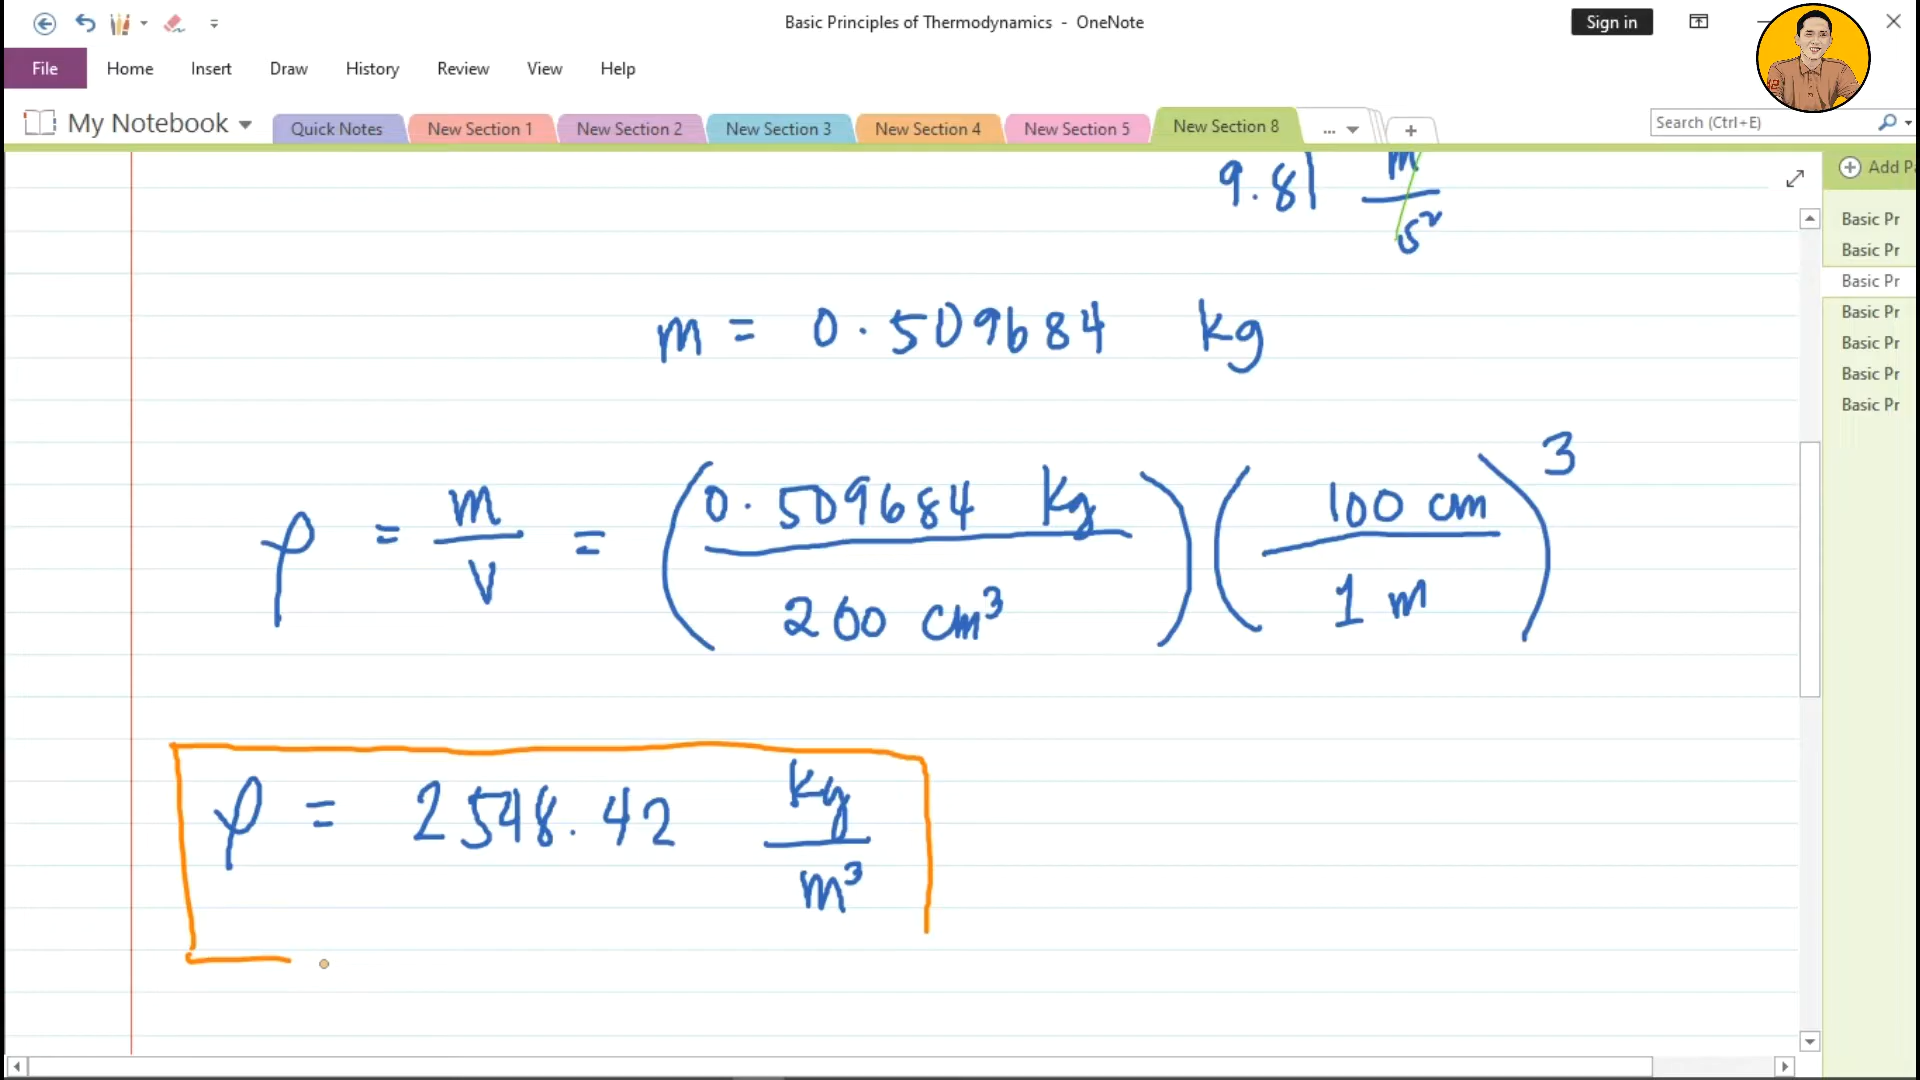 Basic Principles of Thermodynamics - OneNote
Sign in
File Home Insert Draw History Review View Help
My Notebook Quick Notes New Section 1 New Section 2 New Section 3 New Section 4 New Section 5 New Section 8 ... +
Search (Ctrl+E)
Add P
Basic Pr
Basic Pr
Basic Pr
Basic Pr
Basic Pr
Basic Pr
Basic Pr
9.81 m/s²
m = 0.509684 kg
ρ = m/V = (0.509684 kg / 200 cm³)(100 cm / 1 m)³
ρ = 2548.42 kg/m³